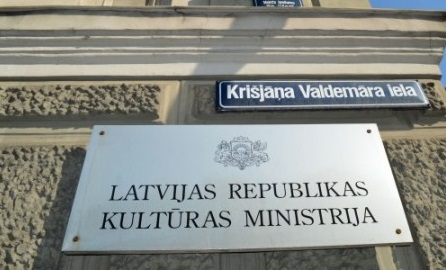 Krišjāņa Valdemāra iela
LATVIJAS REPUBLIKAS
KULTŪRAS MINISTRIJA